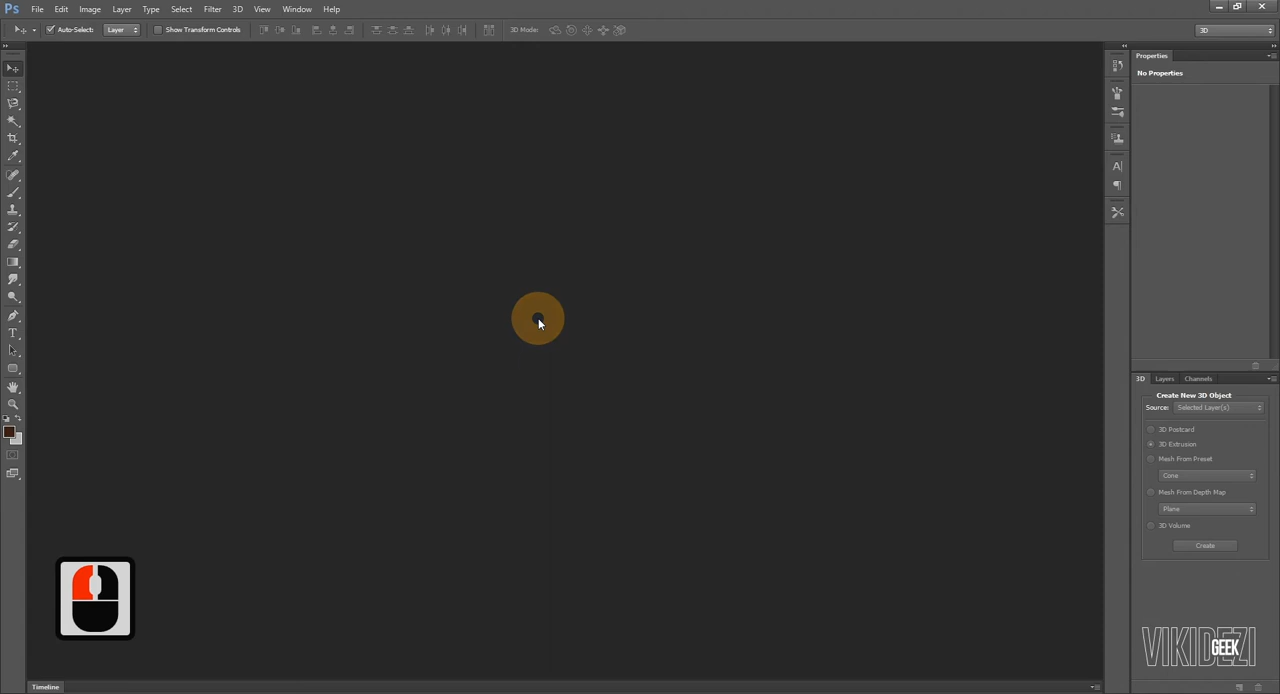 Ps File Edit Image Layer Type Select Filter 3D View Window Help
Auto-Select: Layer Show Transform Controls 3D Mode: 3D
Properties
No Properties
3D Layers Channels
Create New 3D Object
Source: Selected Layer(s)
3D Postcard
3D Extrusion
Mesh From Preset
Cone
Mesh From Depth Map
Plane
3D Volume
Create
VIKIDEZI
GEEK
Timeline